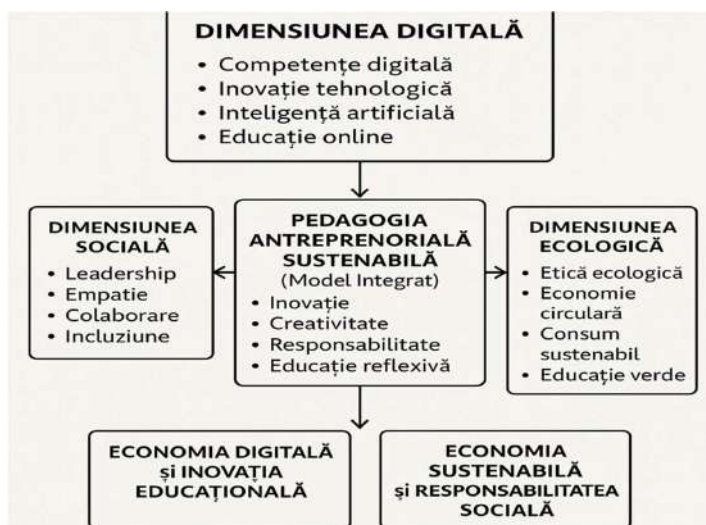 DIMENSIUNEA DIGITALĂ
• Competențe digitală
• Inovație tehnologică
• Inteligență artificială
• Educație online
DIMENSIUNEA
SOCIALĂ
• Leadership
• Empatie
• Colaborare
• Incluziune
PEDAGOGIA
ANTREPRENORIALĂ
SUSTENABILĂ
(Model Integrat)
• Inovație
• Creativitate
• Responsabilitate
• Educație reflexivă
DIMENSIUNEA
ECOLOGICĂ
• Etică ecologică
• Economie
circulară
• Consum
sustenabil
• Educație verde
ECONOMIA DIGITALĂ
și INOVAȚIA
EDUCAȚIONALĂ
ECONOMIA
SUSTENABILĂ
și RESPONSABILITATEA
SOCIALĂ